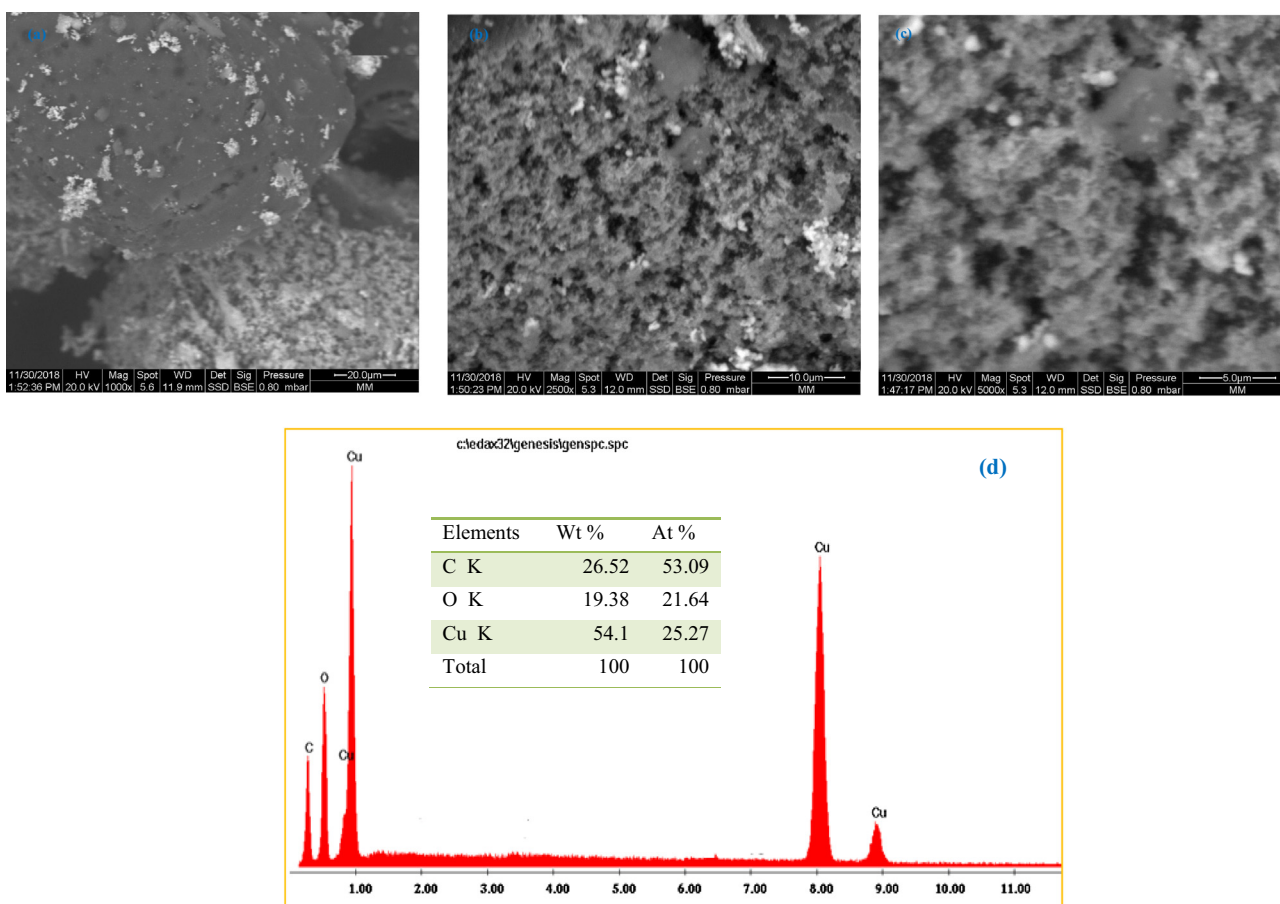 (a)
11/30/2018 HV Mag Spot WD Det Sig Pressure 20.0µm
1:52:36 PM 20.0 kV 1000x 5.6 11.9 mm SSD BSE 0.80 mbar MM
(b)
11/30/2018 HV Mag Spot WD Det Sig Pressure 10.0µm
1:50:23 PM 20.0 kV 2500x 5.3 12.0 mm SSD BSE 0.80 mbar MM
(c)
11/30/2018 HV Mag Spot WD Det Sig Pressure 5.0µm
1:47:17 PM 20.0 kV 5000x 5.3 12.0 mm SSD BSE 0.80 mbar MM
c:\edax32\genesis\genspc.spc
(d)
Elements Wt % At %
C K 26.52 53.09
O K 19.38 21.64
Cu K 54.1 25.27
Total 100 100
Cu
O
C
Cu
Cu
Cu
1.00 2.00 3.00 4.00 5.00 6.00 7.00 8.00 9.00 10.00 11.00